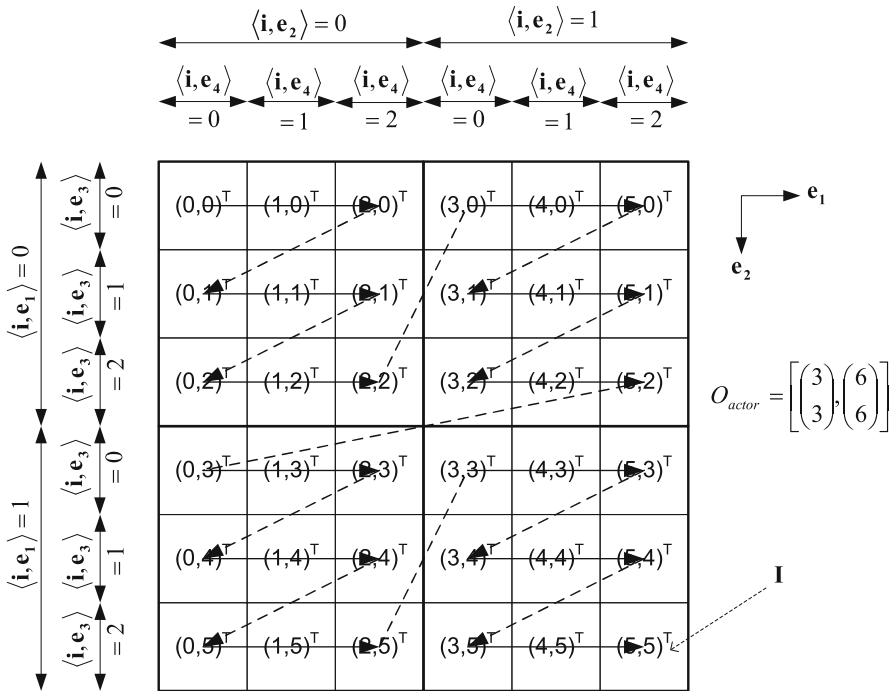 ⟨i,e₂⟩ = 0 ⟨i,e₂⟩ = 1
⟨i,e₄⟩ ⟨i,e₄⟩ ⟨i,e₄⟩ ⟨i,e₄⟩ ⟨i,e₄⟩ ⟨i,e₄⟩
= 0 = 1 = 2 = 0 = 1 = 2
⟨i,e₁⟩ = 0
⟨i,e₃⟩ = 0
(0,0)ᵀ (1,0)ᵀ (2,0)ᵀ (3,0)ᵀ (4,0)ᵀ (5,0)ᵀ
e₁
e₂
⟨i,e₃⟩ = 1
(0,1)ᵀ (1,1)ᵀ (2,1)ᵀ (3,1)ᵀ (4,1)ᵀ (5,1)ᵀ
⟨i,e₃⟩ = 2
(0,2)ᵀ (1,2)ᵀ (2,2)ᵀ (3,2)ᵀ (4,2)ᵀ (5,2)ᵀ
O_actor = [(3 3), (6 6)]
⟨i,e₁⟩ = 1
⟨i,e₃⟩ = 0
(0,3)ᵀ (1,3)ᵀ (2,3)ᵀ (3,3)ᵀ (4,3)ᵀ (5,3)ᵀ
⟨i,e₃⟩ = 1
(0,4)ᵀ (1,4)ᵀ (2,4)ᵀ (3,4)ᵀ (4,4)ᵀ (5,4)ᵀ
I
⟨i,e₃⟩ = 2
(0,5)ᵀ (1,5)ᵀ (2,5)ᵀ (3,5)ᵀ (4,5)ᵀ (5,5)ᵀ